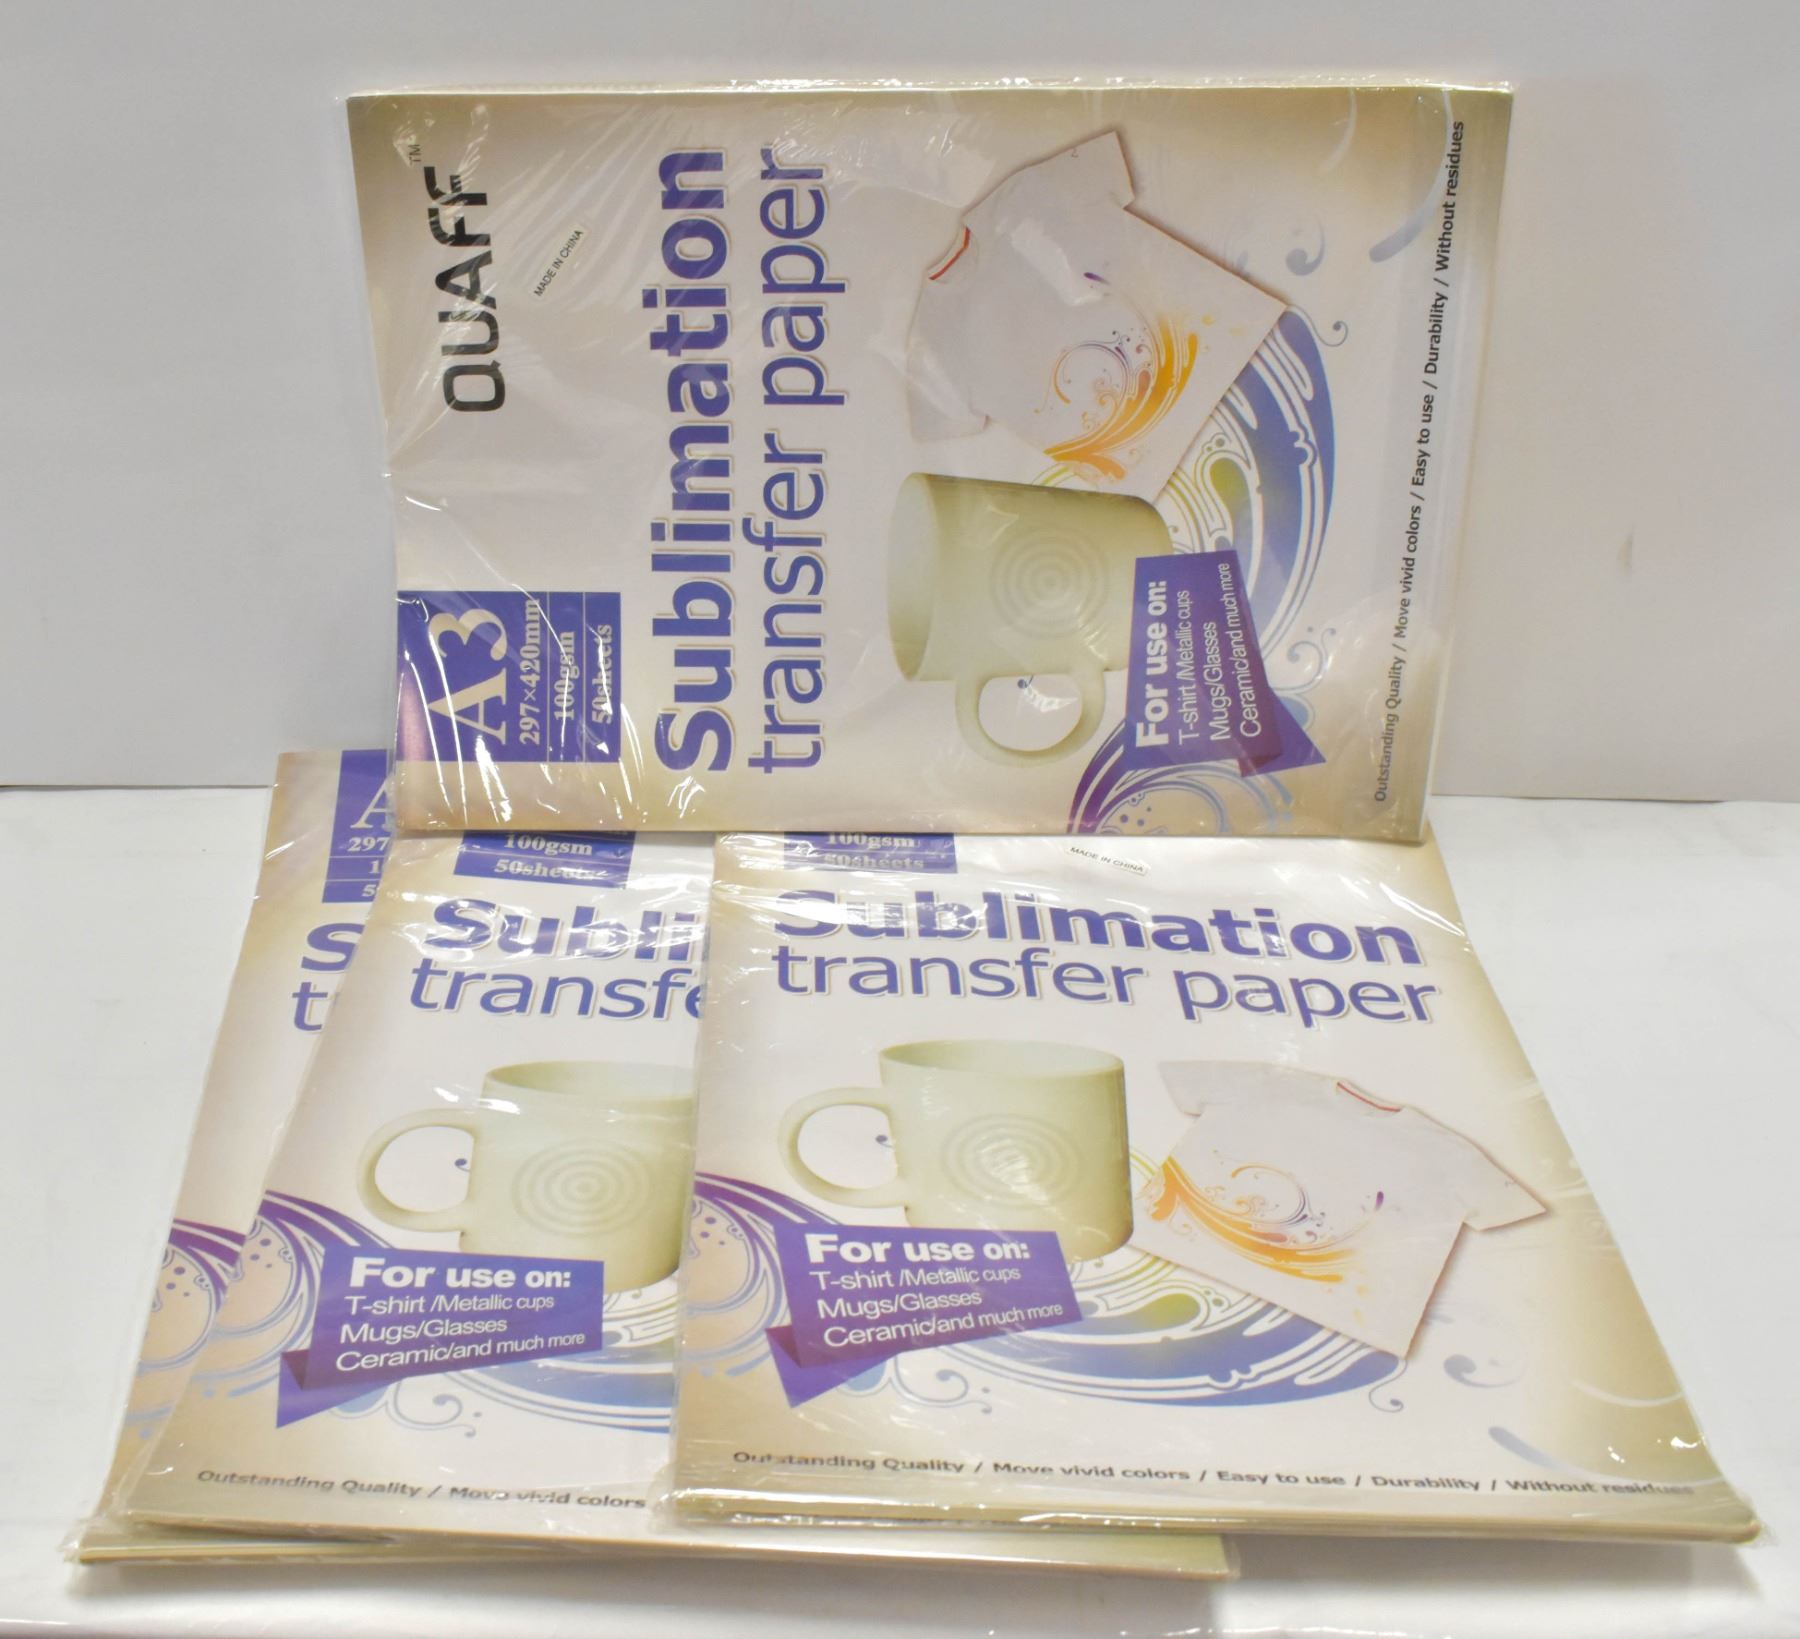 QUAFF™
MADE IN CHINA
A3
297×420mm
100gsm
50sheets
Sublimation
transfer paper
For use on:
T-shirt /Metallic cups
Mugs/Glasses
Ceramic/and much more
Outstanding Quality / Move vivid colors / Easy to use / Durability / Without residues
A
297
1
5
S
t
100gsm
50sheets
Subli
transfe
For use on:
T-shirt /Metallic cups
Mugs/Glasses
Ceramic/and much more
Outstanding Quality / Move vivid colors
100gsm
50sheets
MADE IN CHINA
Sublimation
transfer paper
For use on:
T-shirt /Metallic cups
Mugs/Glasses
Ceramic/and much more
Outstanding Quality / Move vivid colors / Easy to use / Durability / Without residues